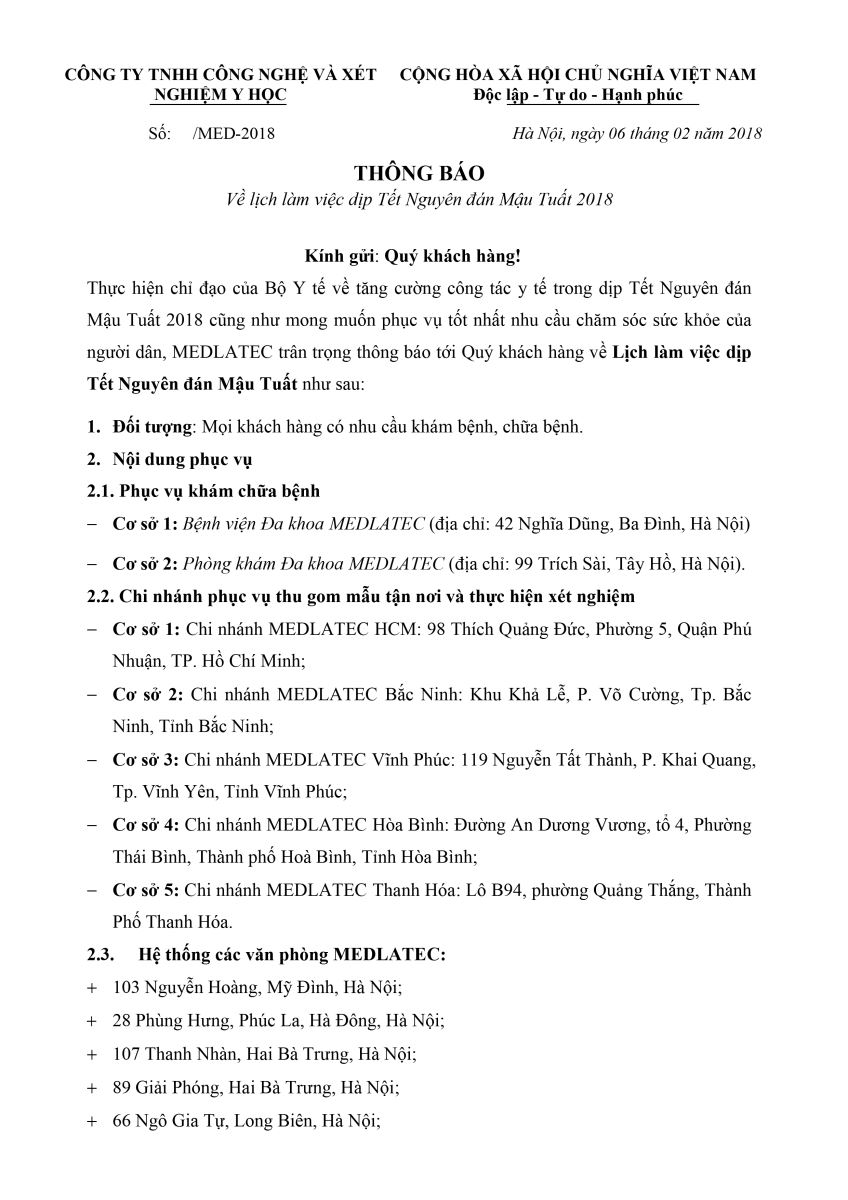 CÔNG TY TNHH CÔNG NGHỆ VÀ XÉT
NGHIỆM Y HỌC
CỘNG HÒA XÃ HỘI CHỦ NGHĨA VIỆT NAM
Độc lập - Tự do - Hạnh phúc
Số: /MED-2018
Hà Nội, ngày 06 tháng 02 năm 2018
THÔNG BÁO
Về lịch làm việc dịp Tết Nguyên đán Mậu Tuất 2018
Kính gửi: Quý khách hàng!
Thực hiện chỉ đạo của Bộ Y tế về tăng cường công tác y tế trong dịp Tết Nguyên đán
Mậu Tuất 2018 cũng như mong muốn phục vụ tốt nhất nhu cầu chăm sóc sức khỏe của
người dân, MEDLATEC trân trọng thông báo tới Quý khách hàng về Lịch làm việc dịp
Tết Nguyên đán Mậu Tuất như sau:
1. Đối tượng: Mọi khách hàng có nhu cầu khám bệnh, chữa bệnh.
2. Nội dung phục vụ
2.1. Phục vụ khám chữa bệnh
− Cơ sở 1: Bệnh viện Đa khoa MEDLATEC (địa chỉ: 42 Nghĩa Dũng, Ba Đình, Hà Nội)
− Cơ sở 2: Phòng khám Đa khoa MEDLATEC (địa chỉ: 99 Trích Sài, Tây Hồ, Hà Nội).
2.2. Chi nhánh phục vụ thu gom mẫu tận nơi và thực hiện xét nghiệm
− Cơ sở 1: Chi nhánh MEDLATEC HCM: 98 Thích Quảng Đức, Phường 5, Quận Phú
Nhuận, TP. Hồ Chí Minh;
− Cơ sở 2: Chi nhánh MEDLATEC Bắc Ninh: Khu Khả Lễ, P. Võ Cường, Tp. Bắc
Ninh, Tỉnh Bắc Ninh;
− Cơ sở 3: Chi nhánh MEDLATEC Vĩnh Phúc: 119 Nguyễn Tất Thành, P. Khai Quang,
Tp. Vĩnh Yên, Tỉnh Vĩnh Phúc;
− Cơ sở 4: Chi nhánh MEDLATEC Hòa Bình: Đường An Dương Vương, tổ 4, Phường
Thái Bình, Thành phố Hoà Bình, Tỉnh Hòa Bình;
− Cơ sở 5: Chi nhánh MEDLATEC Thanh Hóa: Lô B94, phường Quảng Thắng, Thành
Phố Thanh Hóa.
2.3. Hệ thống các văn phòng MEDLATEC:
+ 103 Nguyễn Hoàng, Mỹ Đình, Hà Nội;
+ 28 Phùng Hưng, Phúc La, Hà Đông, Hà Nội;
+ 107 Thanh Nhàn, Hai Bà Trưng, Hà Nội;
+ 89 Giải Phóng, Hai Bà Trưng, Hà Nội;
+ 66 Ngô Gia Tự, Long Biên, Hà Nội;